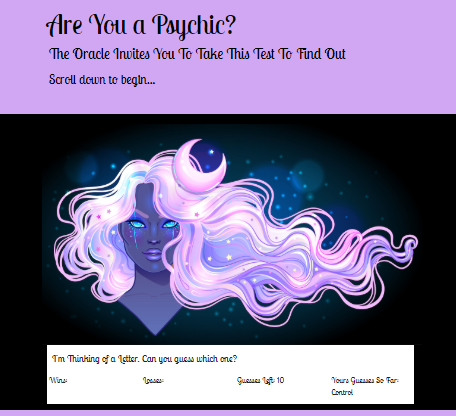 Are You a Psychic?
The Oracle Invites You To Take This Test To Find Out
Scroll down to begin...
I'm Thinking of a Letter. Can you guess which one?
Wins:
Losses:
Guesses Left: 10
Yours Guesses So Far:
Control